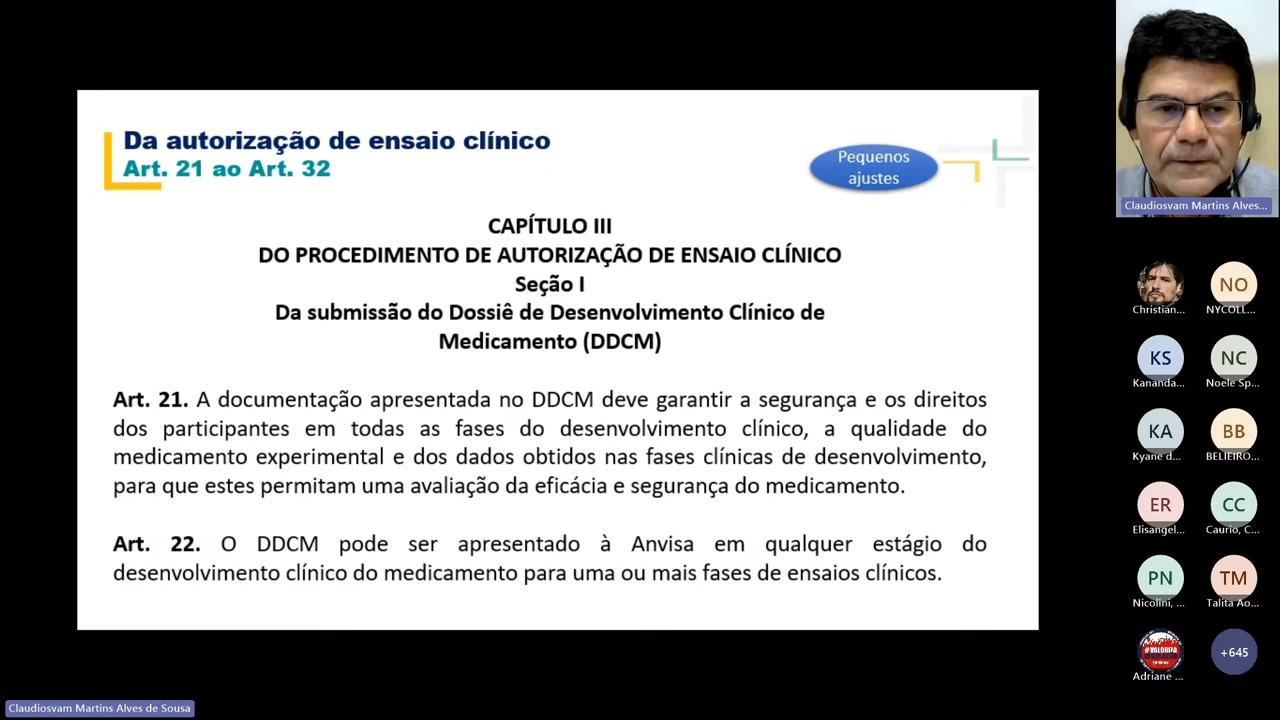 Da autorização de ensaio clínico
Art. 21 ao Art. 32
Pequenos
ajustes
CAPÍTULO III
DO PROCEDIMENTO DE AUTORIZAÇÃO DE ENSAIO CLÍNICO
Seção I
Da submissão do Dossiê de Desenvolvimento Clínico de
Medicamento (DDCM)
Art. 21. A documentação apresentada no DDCM deve garantir a segurança e os direitos
dos participantes em todas as fases do desenvolvimento clínico, a qualidade do
medicamento experimental e dos dados obtidos nas fases clínicas de desenvolvimento,
para que estes permitam uma avaliação da eficácia e segurança do medicamento.
Art. 22. O DDCM pode ser apresentado à Anvisa em qualquer estágio do
desenvolvimento clínico do medicamento para uma ou mais fases de ensaios clínicos.
Claudiosvam Martins Alves...
NO
Christian... NYCOLL...
KS NC
Kananda... Noele Sp...
KA BB
Kyane d... BELIEIRO...
ER CC
Elisangel... Caurio, C...
PN TM
Nicolini, ... Talita Ao...
#VALORIZA
+645
Adriane ...
Claudiosvam Martins Alves de Sousa